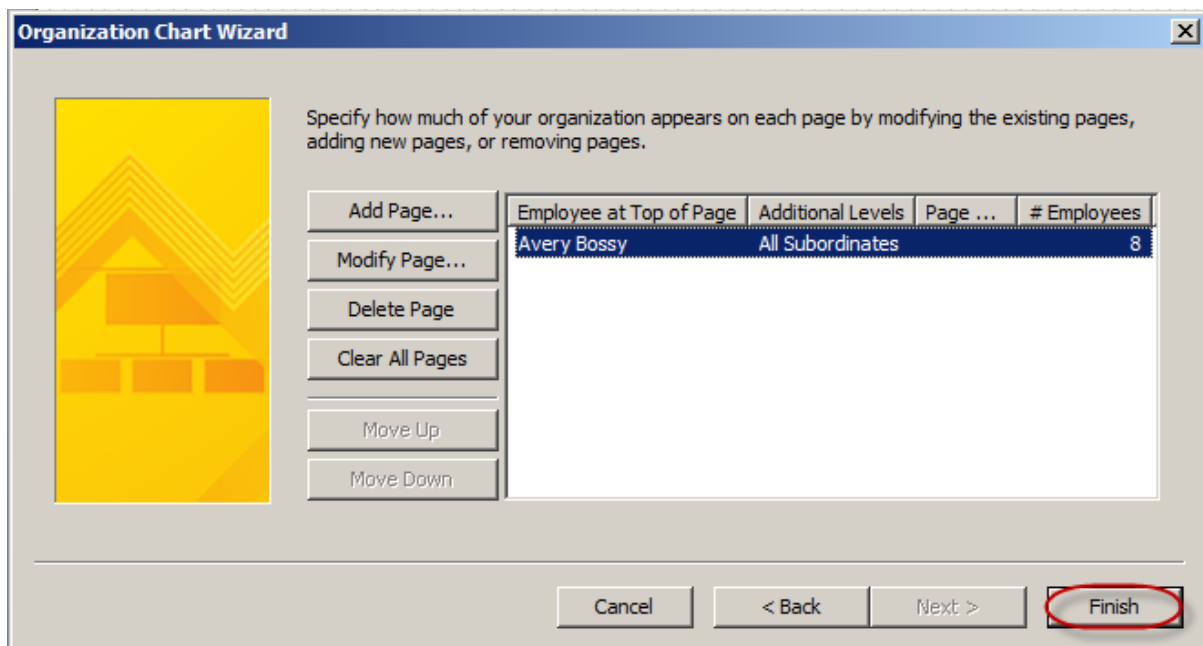 Organization Chart Wizard
Specify how much of your organization appears on each page by modifying the existing pages,
adding new pages, or removing pages.
Add Page...
Modify Page...
Delete Page
Clear All Pages
Move Up
Move Down
Employee at Top of Page Additional Levels Page ... # Employees
Avery Bossy All Subordinates 8
Cancel < Back Next > Finish